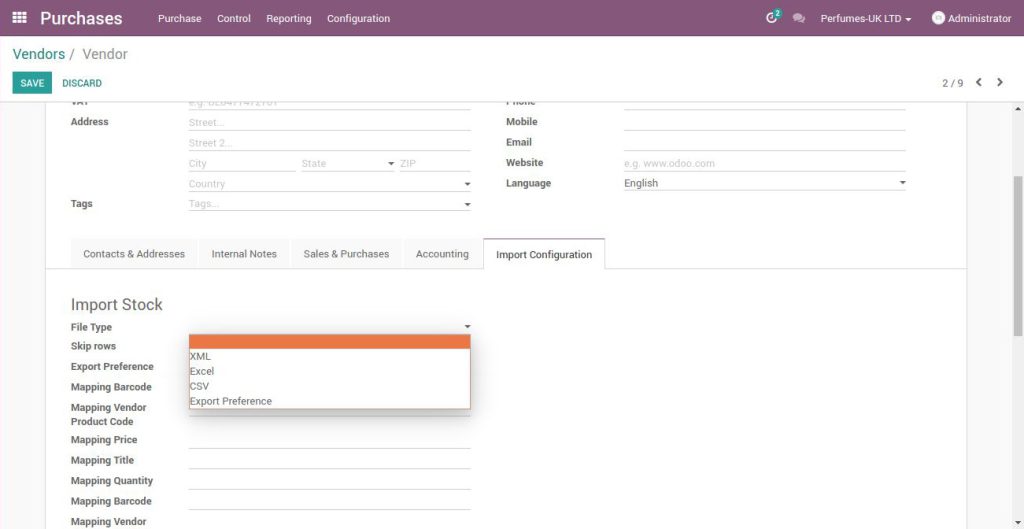 Purchases Purchase Control Reporting Configuration 2 Perfumes-UK LTD Administrator
Vendors / Vendor
SAVE DISCARD 2 / 9
VAT Phone
Address Street... Mobile
Street 2... Email
City State ZIP Website e.g. www.odoo.com
Country Language English
Tags Tags...
Contacts & Addresses Internal Notes Sales & Purchases Accounting Import Configuration
Import Stock
File Type
Skip rows
XML
Export Preference
Excel
Mapping Barcode
CSV
Mapping Vendor
Export Preference
Product Code
Mapping Price
Mapping Title
Mapping Quantity
Mapping Barcode
Mapping Vendor